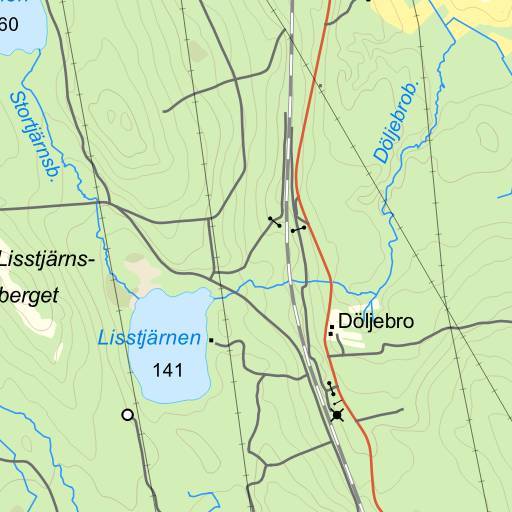 60
Stortjärnsb.
Döljebrob.
Lisstjärns-
berget
Lisstjärnen
141
Döljebro